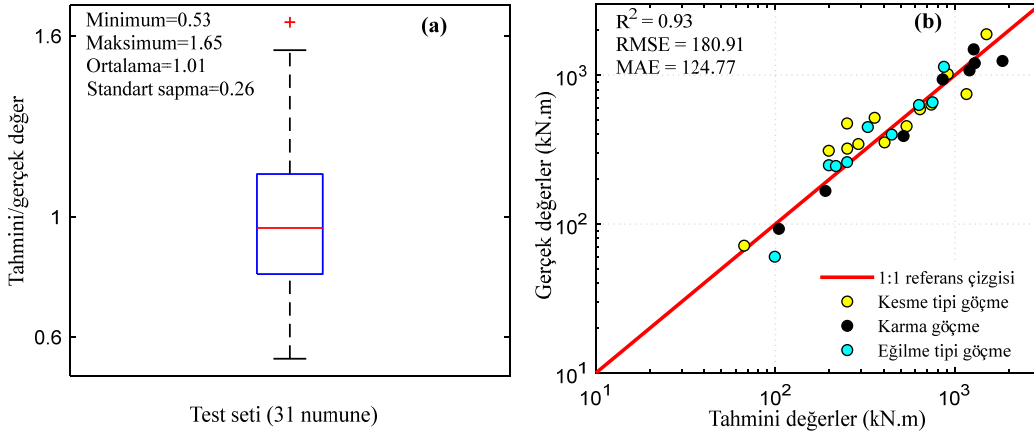 Minimum=0.53
Maksimum=1.65
Ortalama=1.01
Standart sapma=0.26
(a)
1.6
1
0.6
Tahmini/gerçek değer
Test seti (31 numune)
R² = 0.93
RMSE = 180.91
MAE = 124.77
(b)
10³
10²
10¹
Gerçek değerler (kN.m)
1:1 referans çizgisi
Kesme tipi göçme
Karma göçme
Eğilme tipi göçme
10¹ 10² 10³
Tahmini değerler (kN.m)